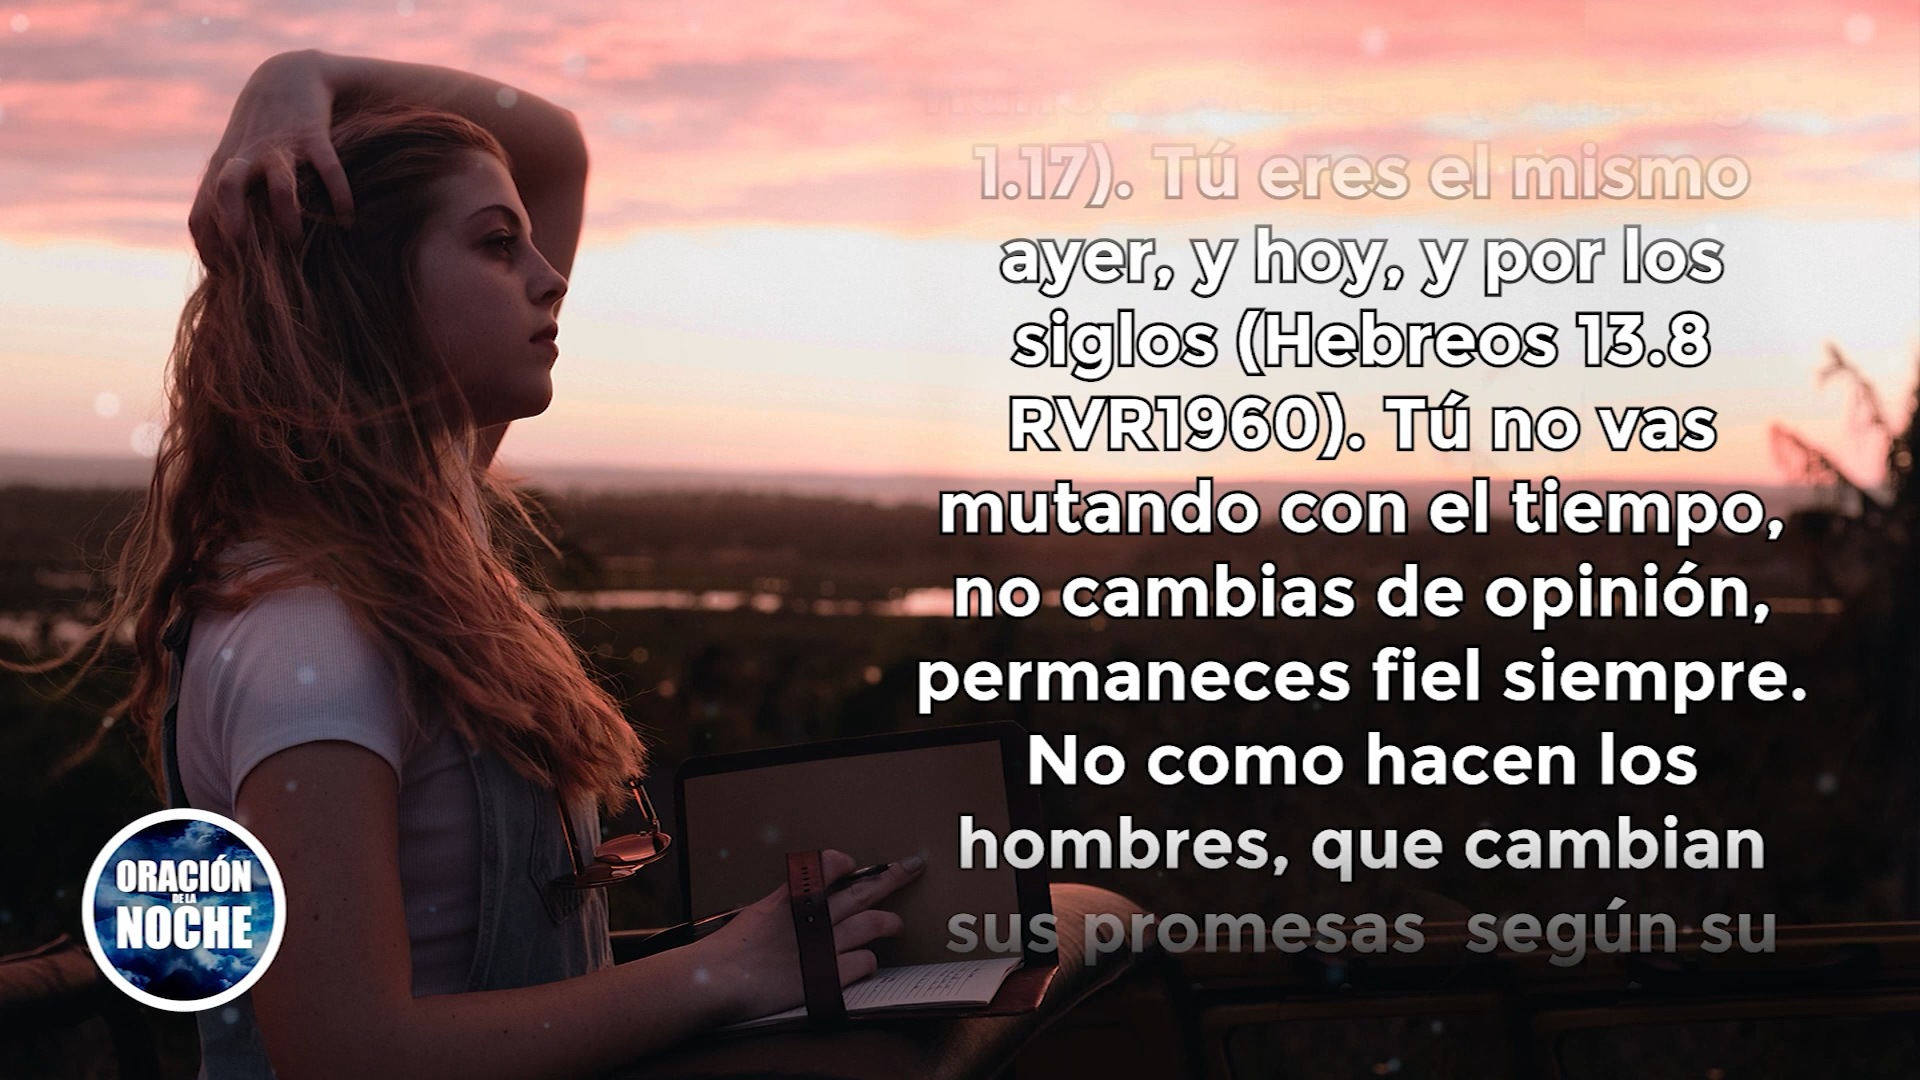 1.17). Tú eres el mismo
ayer, y hoy, y por los
siglos (Hebreos 13.8
RVR1960). Tú no vas
mutando con el tiempo,
no cambias de opinión,
permaneces fiel siempre.
No como hacen los
hombres, que cambian
sus promesas  según su
ORACIÓN
DE LA
NOCHE